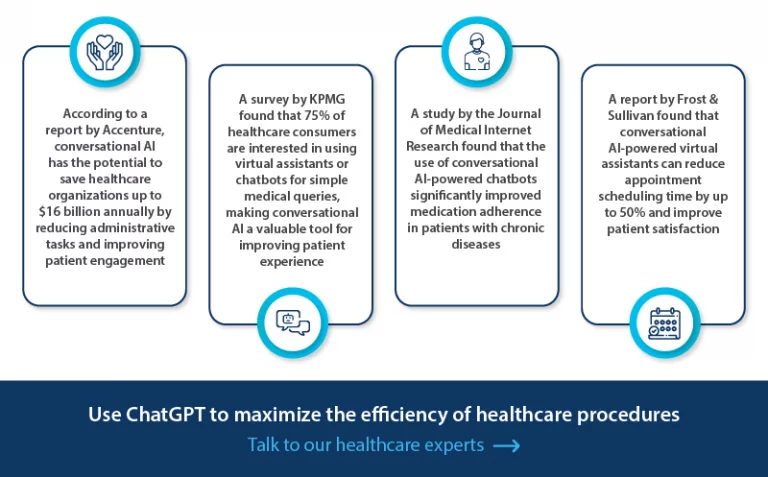 According to a
report by Accenture,
conversational AI
has the potential to
save healthcare
organizations up to
$16 billion annually by
reducing administrative
tasks and improving
patient engagement
A survey by KPMG
found that 75% of
healthcare consumers
are interested in using
virtual assistants or
chatbots for simple
medical queries,
making conversational
AI a valuable tool for
improving patient
experience
A study by the Journal
of Medical Internet
Research found that the
use of conversational
AI-powered chatbots
significantly improved
medication adherence
in patients with chronic
diseases
A report by Frost &
Sullivan found that
conversational
AI-powered virtual
assistants can reduce
appointment
scheduling time by up
to 50% and improve
patient satisfaction
Use ChatGPT to maximize the efficiency of healthcare procedures
Talk to our healthcare experts →